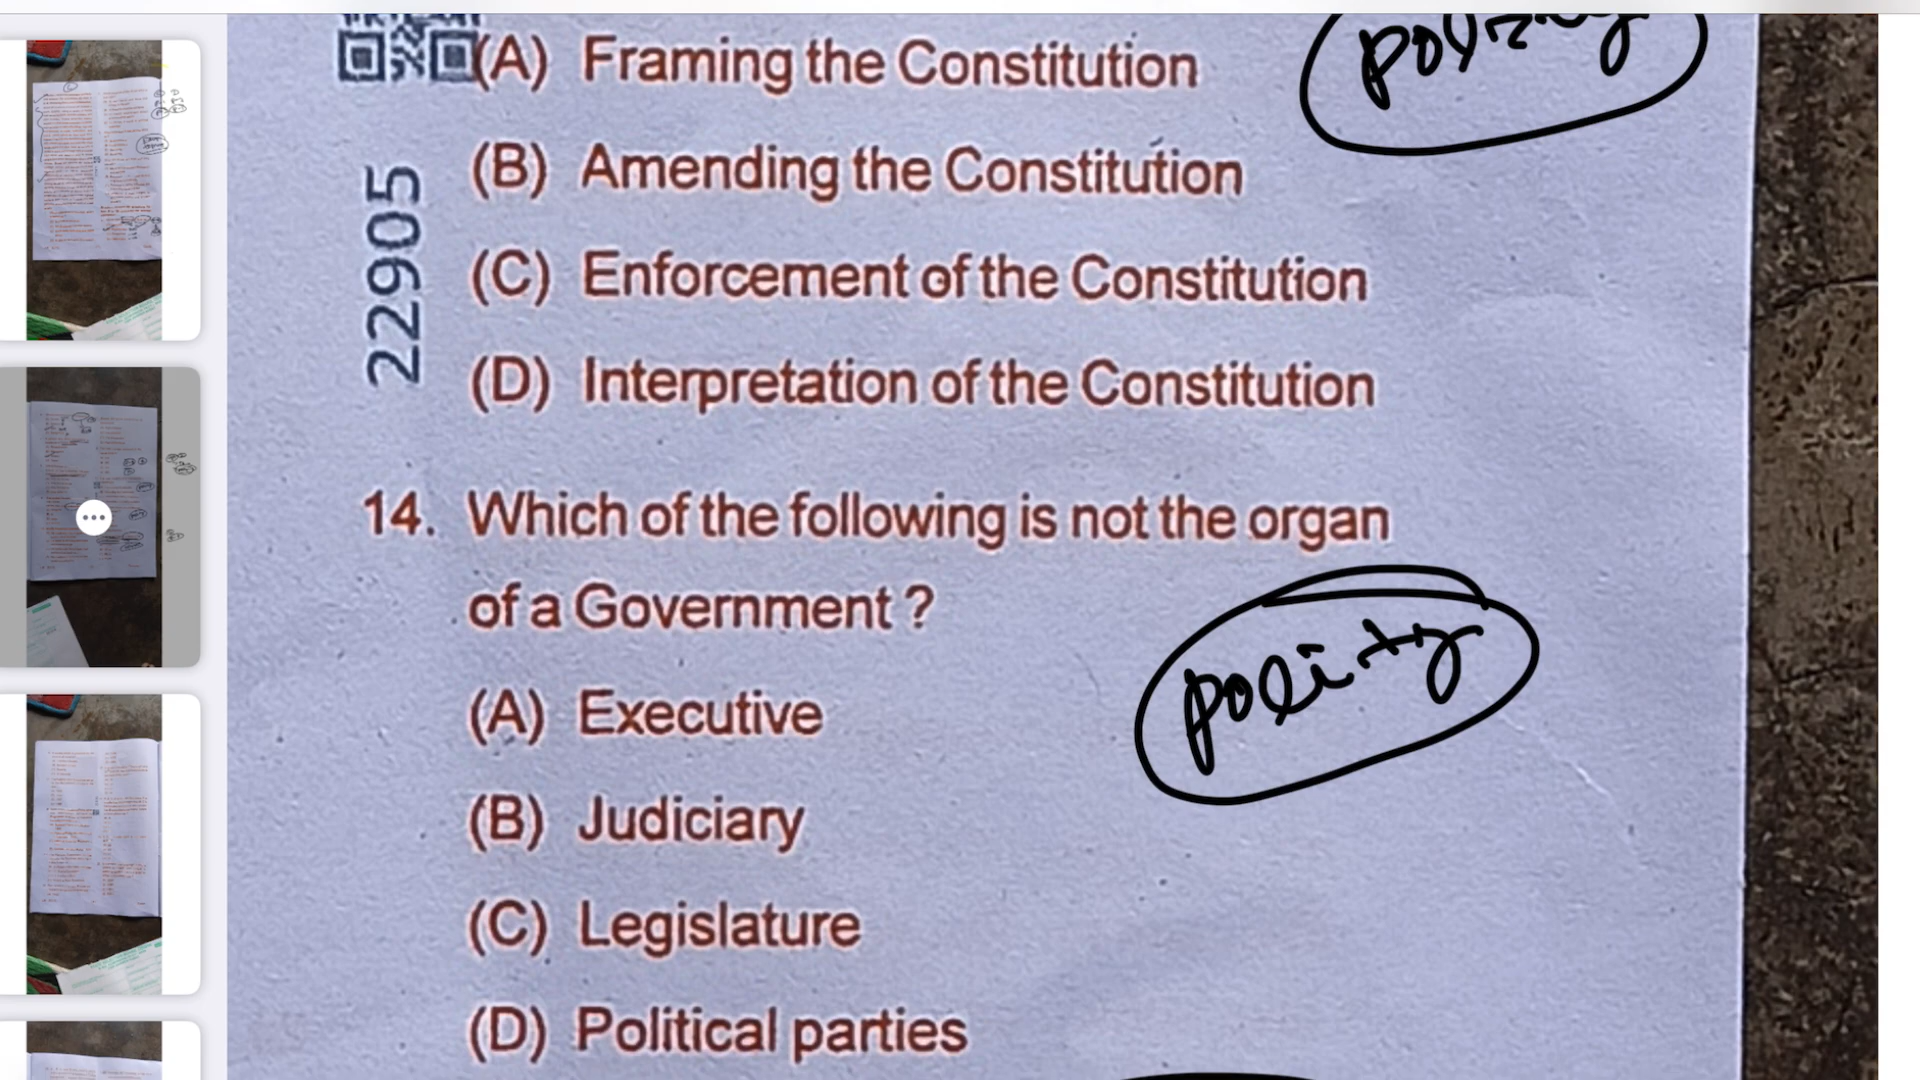 (A) Framing the Constitution
polity
(B) Amending the Constitution
(C) Enforcement of the Constitution
(D) Interpretation of the Constitution
22905
14. Which of the following is not the organ
of a Government ?
polity
(A) Executive
(B) Judiciary
(C) Legislature
(D) Political parties